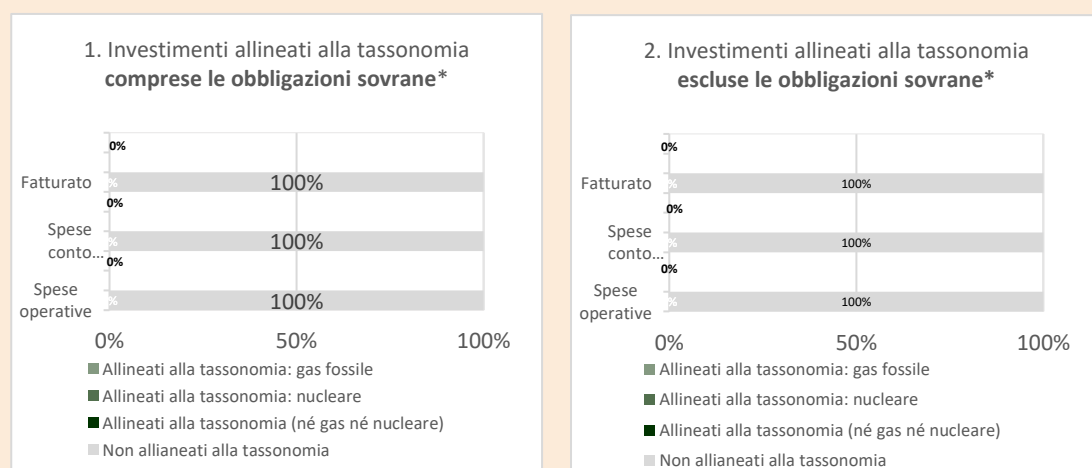 1. Investimenti allineati alla tassonomia
comprese le obbligazioni sovrane*
0%
Fatturato
%
100%
0%
Spese
conto...
%
100%
0%
Spese
operative
%
100%
0%
50%
100%
Allineati alla tassonomia: gas fossile
Allineati alla tassonomia: nucleare
Allineati alla tassonomia (né gas né nucleare)
Non allianeati alla tassonomia
2. Investimenti allineati alla tassonomia
escluse le obbligazioni sovrane*
0%
Fatturato
%
100%
0%
Spese
conto...
%
100%
0%
Spese
operative
%
100%
0%
50%
100%
Allineati alla tassonomia: gas fossile
Allineati alla tassonomia: nucleare
Allineati alla tassonomia (né gas né nucleare)
Non allianeati alla tassonomia